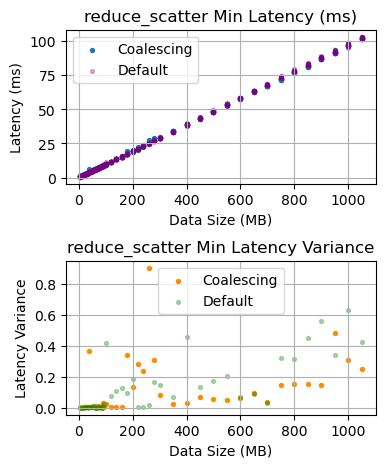 reduce_scatter Min Latency (ms)
100
75
50
25
0
Latency (ms)
Coalescing
Default
0 200 400 600 800 1000
Data Size (MB)
reduce_scatter Min Latency Variance
0.8
0.6
0.4
0.2
0.0
Latency Variance
Coalescing
Default
0 200 400 600 800 1000
Data Size (MB)